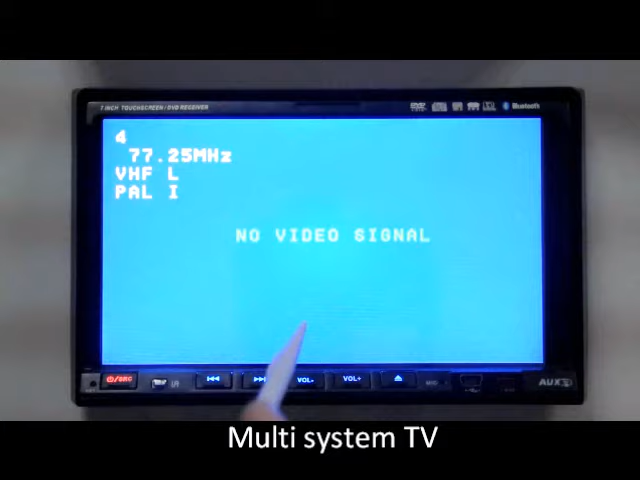 7 INCH TOUCHSCREEN/DVD RECEIVER
Bluetooth
4
77.25MHz
VHF L
PAL I
NO VIDEO SIGNAL
/SRC
VOL-
VOL+
AUX
Multi system TV